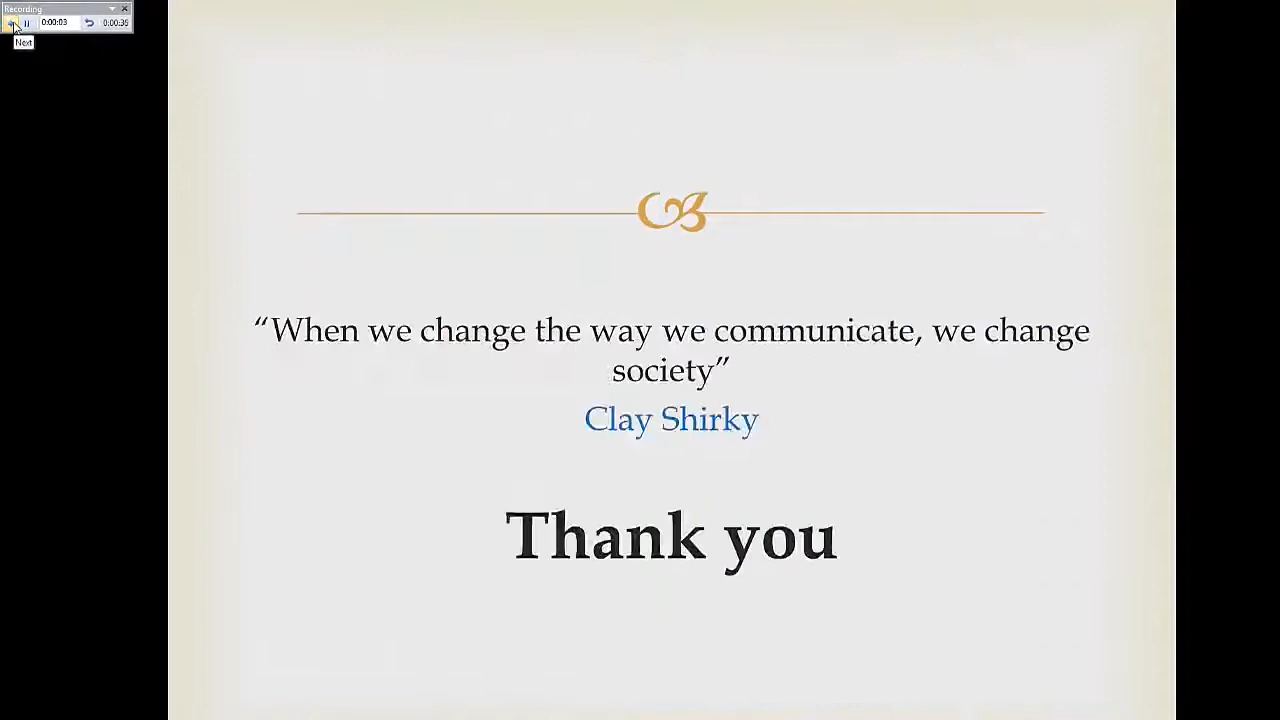 Recording
0:00:03 0:00:36
Next
“When we change the way we communicate, we change
society”
Clay Shirky
Thank you